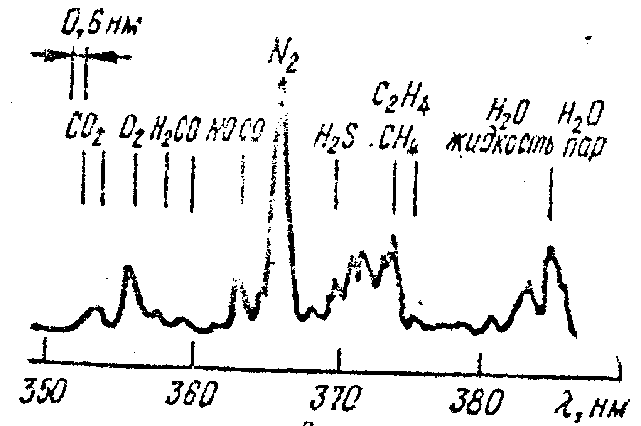 0,6 нм
N2
C2H4
CO2 O2 H2CO NO CO H2S CH4 H2O жидкость H2O пар
350 360 370 380 λ, нм